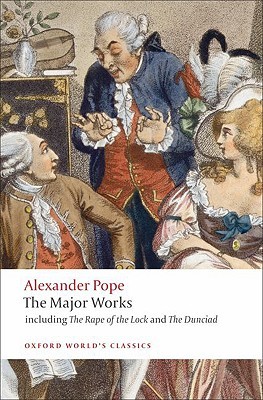 Alexander Pope
The Major Works
including The Rape of the Lock and The Dunciad
OXFORD WORLD'S CLASSICS